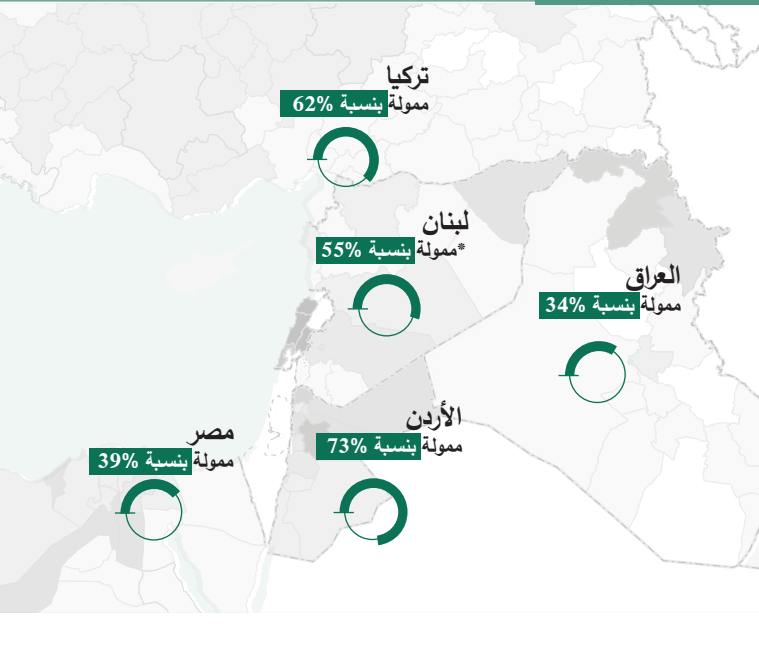 تركيا
ممولة بنسبة 62%
لبنان
*ممولة بنسبة 55%
العراق
ممولة بنسبة 34%
الأردن
ممولة بنسبة 73%
مصر
ممولة بنسبة 39%